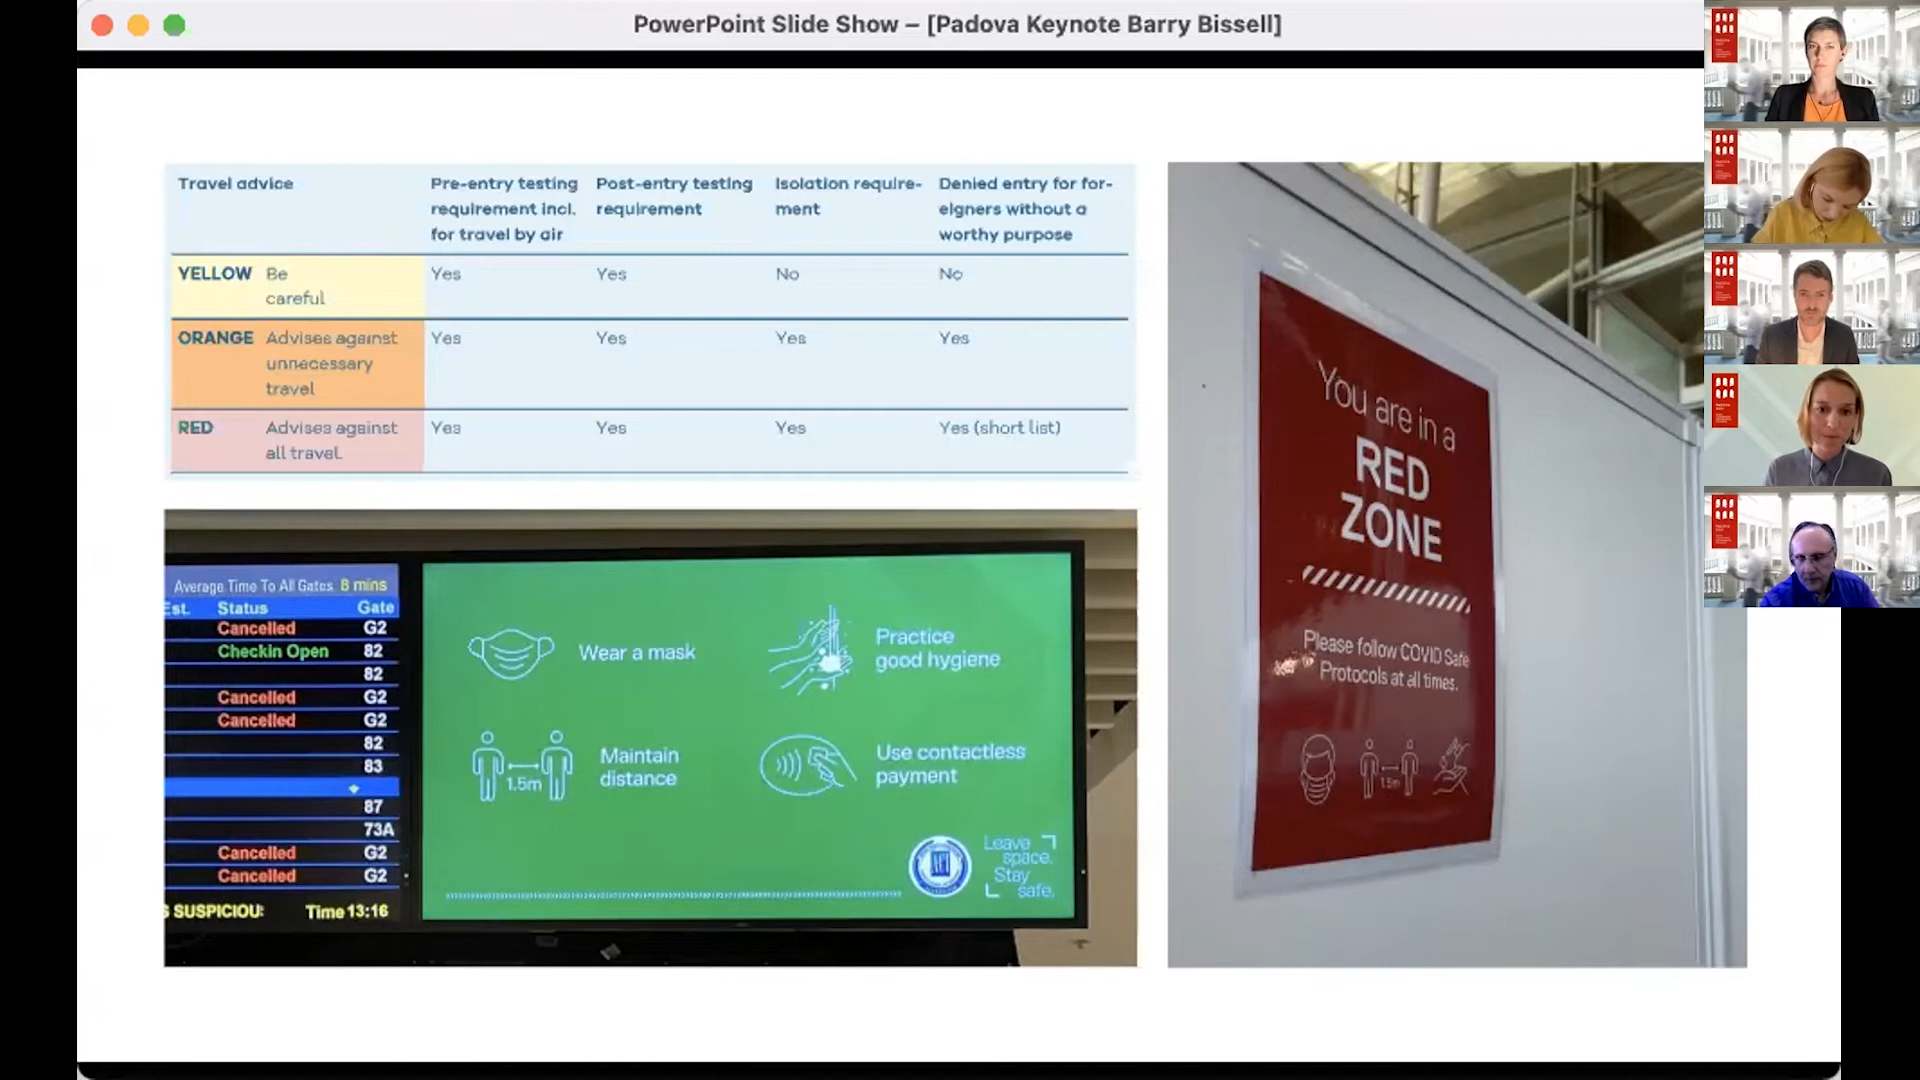 PowerPoint Slide Show – [Padova Keynote Barry Bissell]
Travel advice
Pre-entry testing
requirement incl.
for travel by air
Post-entry testing
requirement
Isolation require-
ment
Denied entry for for-
eigners without a
worthy purpose
YELLOW Be
careful
Yes
Yes
No
No
ORANGE Advises against
unnecessary
travel
Yes
Yes
Yes
Yes
RED Advises against
all travel.
Yes
Yes
Yes
Yes (short list)
Average Time To All Gates 8 mins
Est. Status Gate
Cancelled G2
Checkin Open 82
82
Cancelled G2
Cancelled G2
82
83
87
73A
Cancelled G2
Cancelled G2
S SUSPICIOU: Time 13:16
Wear a mask
Practice
good hygiene
1.5m
Maintain
distance
Use contactless
payment
Leave
space.
Stay
safe.
You are in a
RED
ZONE
Please follow COVID Safe
Protocols at all times.
1.5m